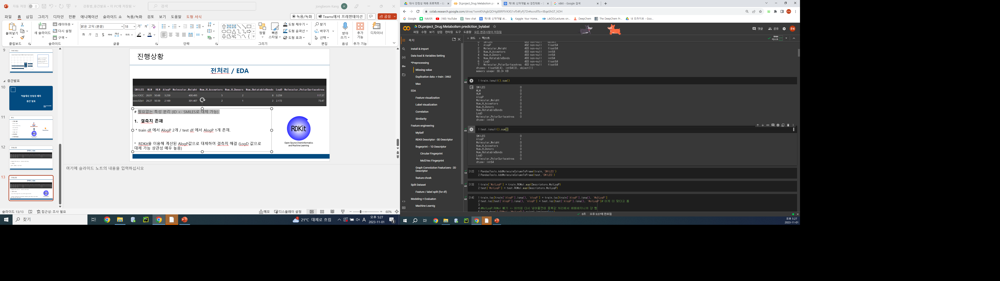 자동 저장 끔
강종범_중간발표 • 이 PC에 저장됨
검색
jongbeom Kang JK
파일 홈 삽입 그리기 디자인 전환 애니메이션 슬라이드 쇼 녹음/녹화 검토 보기 도움말 도형 서식
녹음/녹화 Teams에서 프레젠테이션 공유
붙여넣기
새 슬라이드
레이아웃
다시 설정
구역
맑은 고딕 (본문) 18
정렬
빠른 스타일
도형 채우기
도형 윤곽선
도형 효과
찾기
바꾸기
선택
받아쓰기
추가 기능
디자이너
클립보드 슬라이드 글꼴 단락 그리기 편집 음성 추가 기능
9
중간발표
10
약물대사 안정성 예측
중간 발표
11
12
13
진행상황
전처리 / EDA
SMILES MLM HLM AlogP Molecular_Weight Num_H_Acceptors Num_H_Donors Num_RotatableBonds LogD Molecular_PolarSurfaceArea
2)cc1OCC 26.01 50.68 3.259 400.495 5 2 8 3.259 117.37
cccc32)s1 29.27 50.59 2.169 301.407 2 1 2 2.172 73.47
# 필요없는 특성 분리 (ID <- SMILES로 대체 가능)
1. 결측치 존재
* train df 에서 AlogP 2개 / test df 에서 AlogP 1개 존재.
* RDKit을 이용해 계산된 AlogP값으로 대체하여 결측치 해결 (LogD 값으로
대체 가능 상관성 매우 높음)
RDKit
Open-Source Cheminformatics
and Machine Learning
여기에 슬라이드 노트의 내용을 입력하십시오
슬라이드 13/13 접근성: 조사 필요
메모 디스플레이 설정 60%
찾기
21°C 대체로 흐림
A
오후 5:27
2023-11-01
3
대사 안정성 예측 프로젝트 - G
DLproject_Drug Metabolism p
제1회 신약개발 AI 경진대회 - D
rdkit - Google 검색
colab.research.google.com/drive/1wmKNAgbQOHg88RPJVKXS1vfS4FyPj7Dr#scrollTo=IBqeShGT_hDH
Google NAVER (160) YouTube New chat 제1회 신약개발 AI... Kaggle: Your Home... LAIDD(Lectures on... DeepChem The DeepChem Pr... 내 드라이브 - Goo...
DLproject_Drug Metabolism prediction_bylabel
파일 수정 보기 삽입 런타임 도구 도움말 모든 변경사항이 저장됨
댓글 공유 종범
목차
+ 코드 + 텍스트
RAM
디스크
install & import
Data load & Variables Setting
*Preprocessing
Missing value
Duplication data -> train : 3462
Max
EDA
Feature visualization
Label visualization
Correlation
Similarity
Feature engineering
MySelf
RDKit Descriptor - 0D Descriptor
fingerprint -- 1D Descriptor
Circular Fingerprint
Mol2Vec Fingerprint
Graph Convolution Featurizers - 2D
Descriptor
feature chcek
Split Dataset
Feature / label split (for df)
Modeling + Evaluaton
Machine Learnig
0 SMILES 483 non-null object
1 AlogP 482 non-null float64
2 Molecular_Weight 483 non-null float64
3 Num_H_Acceptors 483 non-null int64
4 Num_H_Donors 483 non-null int64
5 Num_RotatableBonds 483 non-null int64
6 LogD 483 non-null float64
7 Molecular_PolarSurfaceArea 483 non-null float64
dtypes: float64(4), int64(3), object(1)
memory usage: 30.3+ KB
1 train.isnull().sum()
SMILES 0
MLM 0
HLM 0
AlogP 2
Molecular_Weight 0
Num_H_Acceptors 0
Num_H_Donors 0
Num_RotatableBonds 0
LogD 0
Molecular_PolarSurfaceArea 0
dtype: int64
1 test.isnull().sum()
SMILES 0
AlogP 1
Molecular_Weight 0
Num_H_Acceptors 0
Num_H_Donors 0
Num_RotatableBonds 0
LogD 0
Molecular_PolarSurfaceArea 0
dtype: int64
[12] 1 PandasTools.AddMoleculeColumnToFrame(train,'SMILES')
2 PandasTools.AddMoleculeColumnToFrame(test,'SMILES')
[13] 1 train['MolLogP'] = train.ROMol.map(Descriptors.MolLogP)
2 test['MolLogP'] = test.ROMol.map(Descriptors.MolLogP)
[14] 1 train.loc[train['AlogP'].isna(), 'AlogP'] = train.loc[train['AlogP'].isna(), 'MolLogP']
2 test.loc[test['AlogP'].isna(), 'AlogP'] = test.loc[test['AlogP'].isna(), 'MolLogP']# 이게 더 맞다고 봄
3
4 #MolLogP,ROMol 빼기 <- 어차피 다시 넣어줄껀데 중복값 처리에서 애매해지니까 걍 뺌
0초 오후 5:27에 완료됨
오후 5:27
2023-11-01